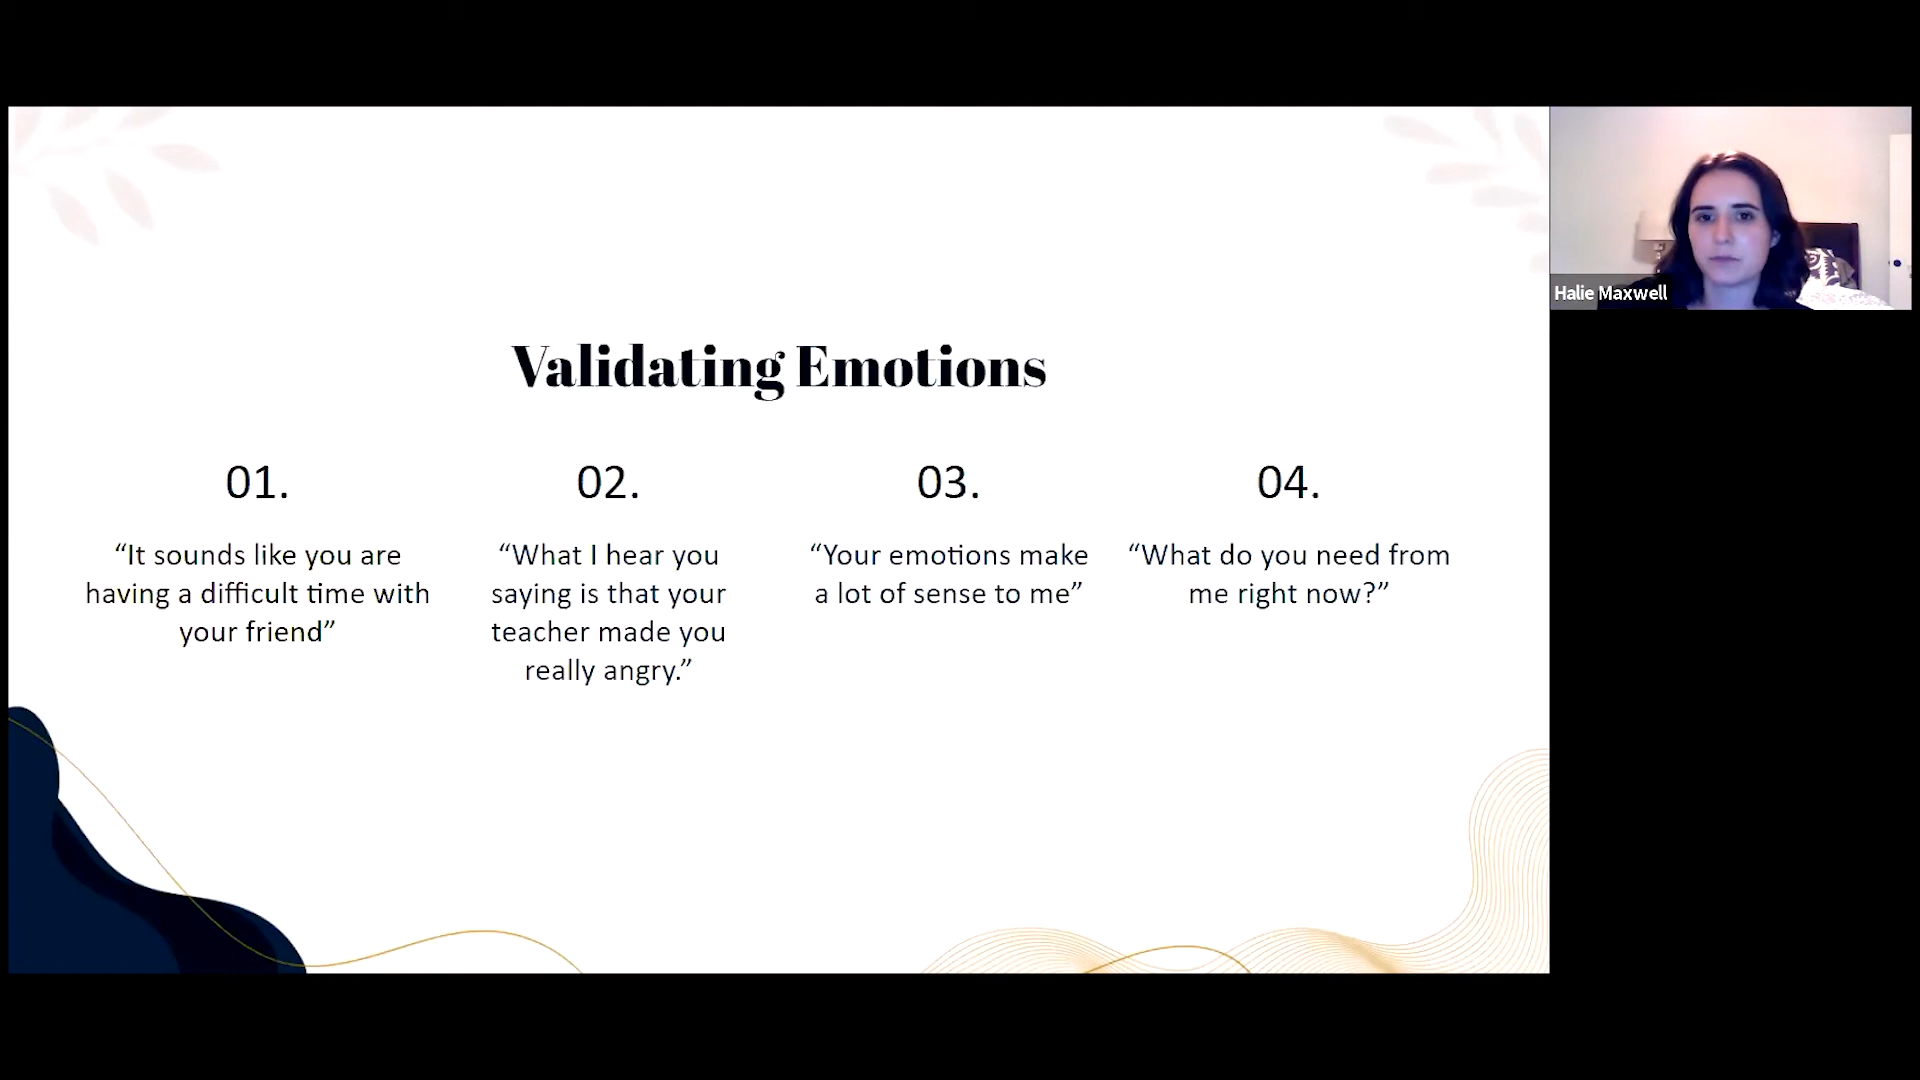 Validating Emotions
01.
“It sounds like you are
having a difficult time with
your friend”
02.
“What I hear you
saying is that your
teacher made you
really angry.”
03.
“Your emotions make
a lot of sense to me”
04.
“What do you need from
me right now?”
Halie Maxwell